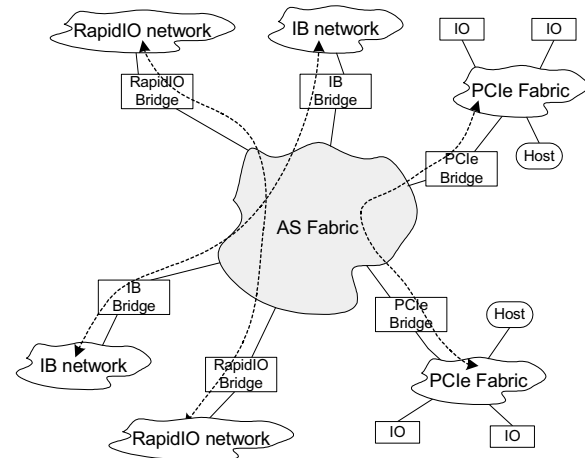 RapidIO network
IB network
IO
IO
RapidIO
Bridge
IB
Bridge
PCIe Fabric
PCIe
Bridge
Host
AS Fabric
IB
Bridge
PCIe
Bridge
Host
IB network
RapidIO
Bridge
PCIe Fabric
RapidIO network
IO
IO